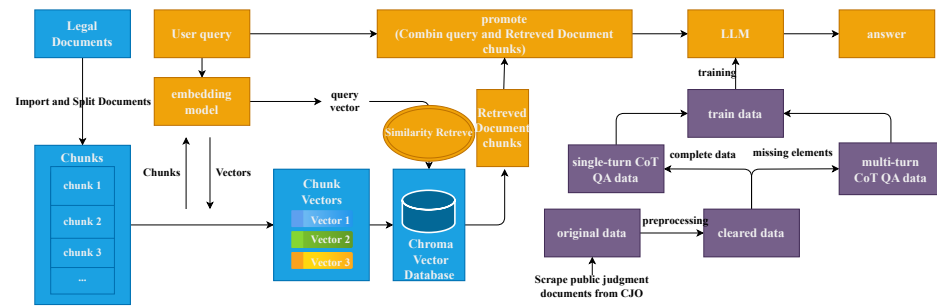 Legal
Documents
User query
promote
(Combin query and Retreved Document
chunks)
LLM
answer
Import and Split Documents
embedding
model
query
vector
training
Similarity Retreve
Retreved
Document
chunks
train data
Chunks
chunk 1
chunk 2
chunk 3
...
Chunks
Vectors
Chunk
Vectors
Vector 1
Vector 2
Vector 3
Chroma
Vector
Database
single-turn CoT
QA data
complete data
missing elements
multi-turn
CoT QA data
original data
preprocessing
cleared data
Scrape public judgment
documents from CJO